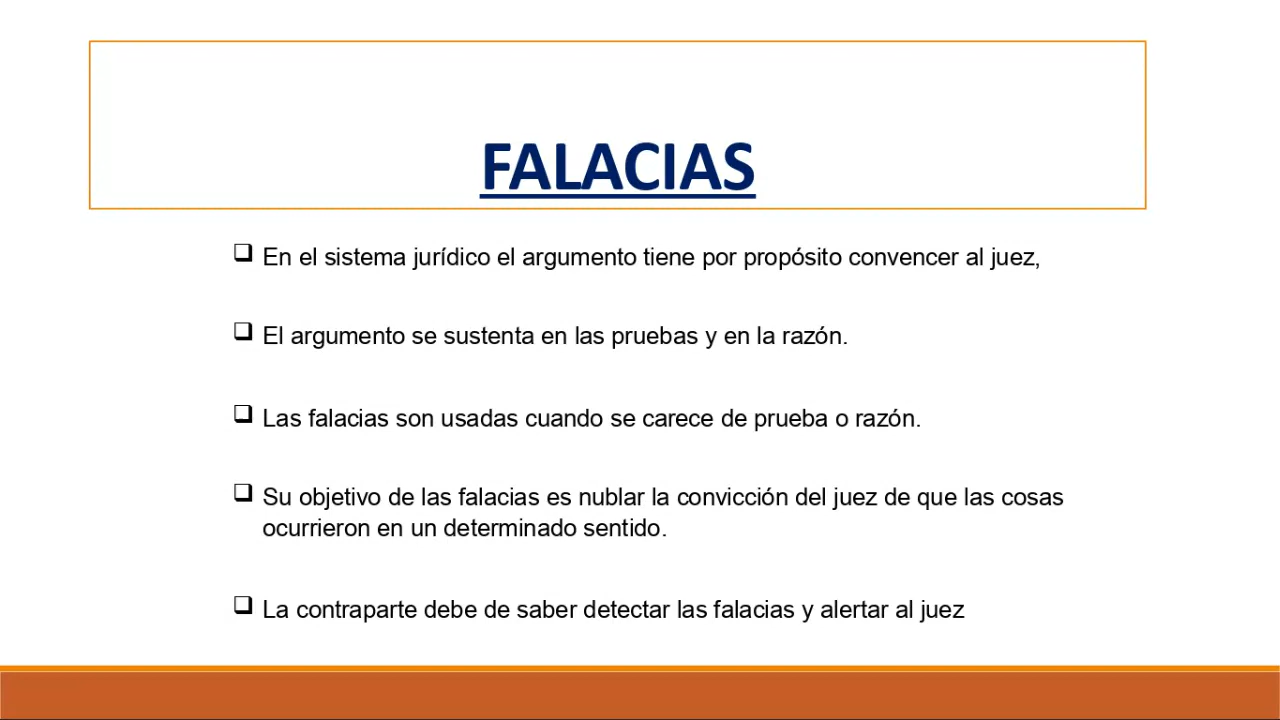 FALACIAS
❑ En el sistema jurídico el argumento tiene por propósito convencer al juez,
❑ El argumento se sustenta en las pruebas y en la razón.
❑ Las falacias son usadas cuando se carece de prueba o razón.
❑ Su objetivo de las falacias es nublar la convicción del juez de que las cosas
ocurrieron en un determinado sentido.
❑ La contraparte debe de saber detectar las falacias y alertar al juez